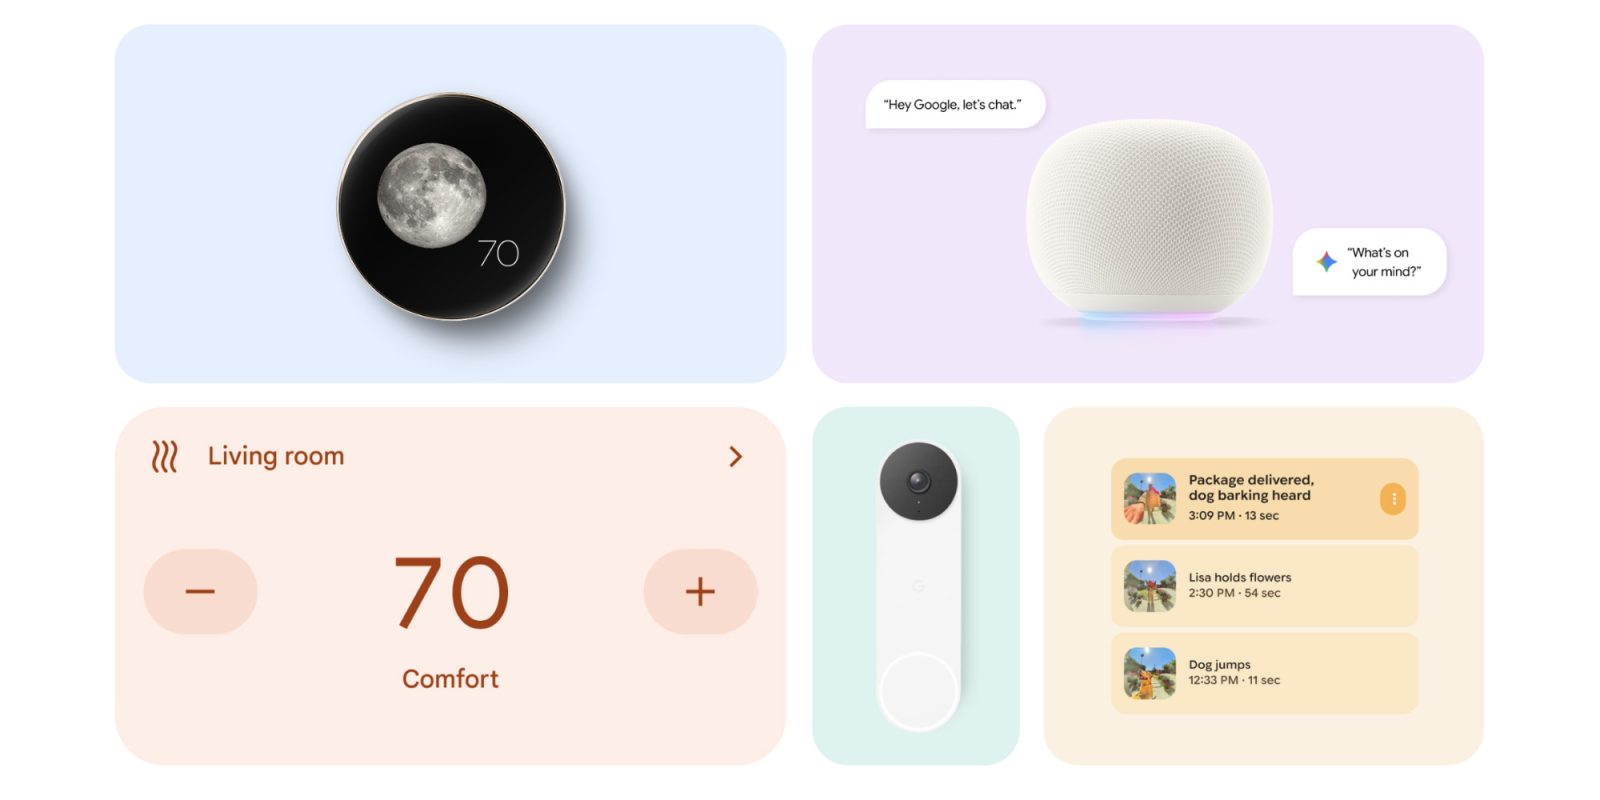 70
“Hey Google, let’s chat.”
“What’s on
your mind?”
Living room
70
Comfort
G
Package delivered,
dog barking heard
3:09 PM · 13 sec
Lisa holds flowers
2:30 PM · 54 sec
Dog jumps
12:33 PM · 11 sec